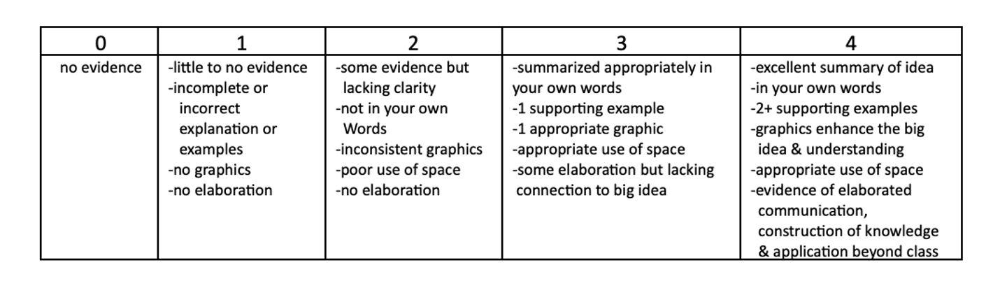 0
1
2
3
4
no evidence
-little to no evidence
-incomplete or
incorrect
explanation or
examples
-no graphics
-no elaboration
-some evidence but
lacking clarity
-not in your own
Words
-inconsistent graphics
-poor use of space
-no elaboration
-summarized appropriately in
your own words
-1 supporting example
-1 appropriate graphic
-appropriate use of space
-some elaboration but lacking
connection to big idea
-excellent summary of idea
-in your own words
-2+ supporting examples
-graphics enhance the big
idea & understanding
-appropriate use of space
-evidence of elaborated
communication,
construction of knowledge
& application beyond class